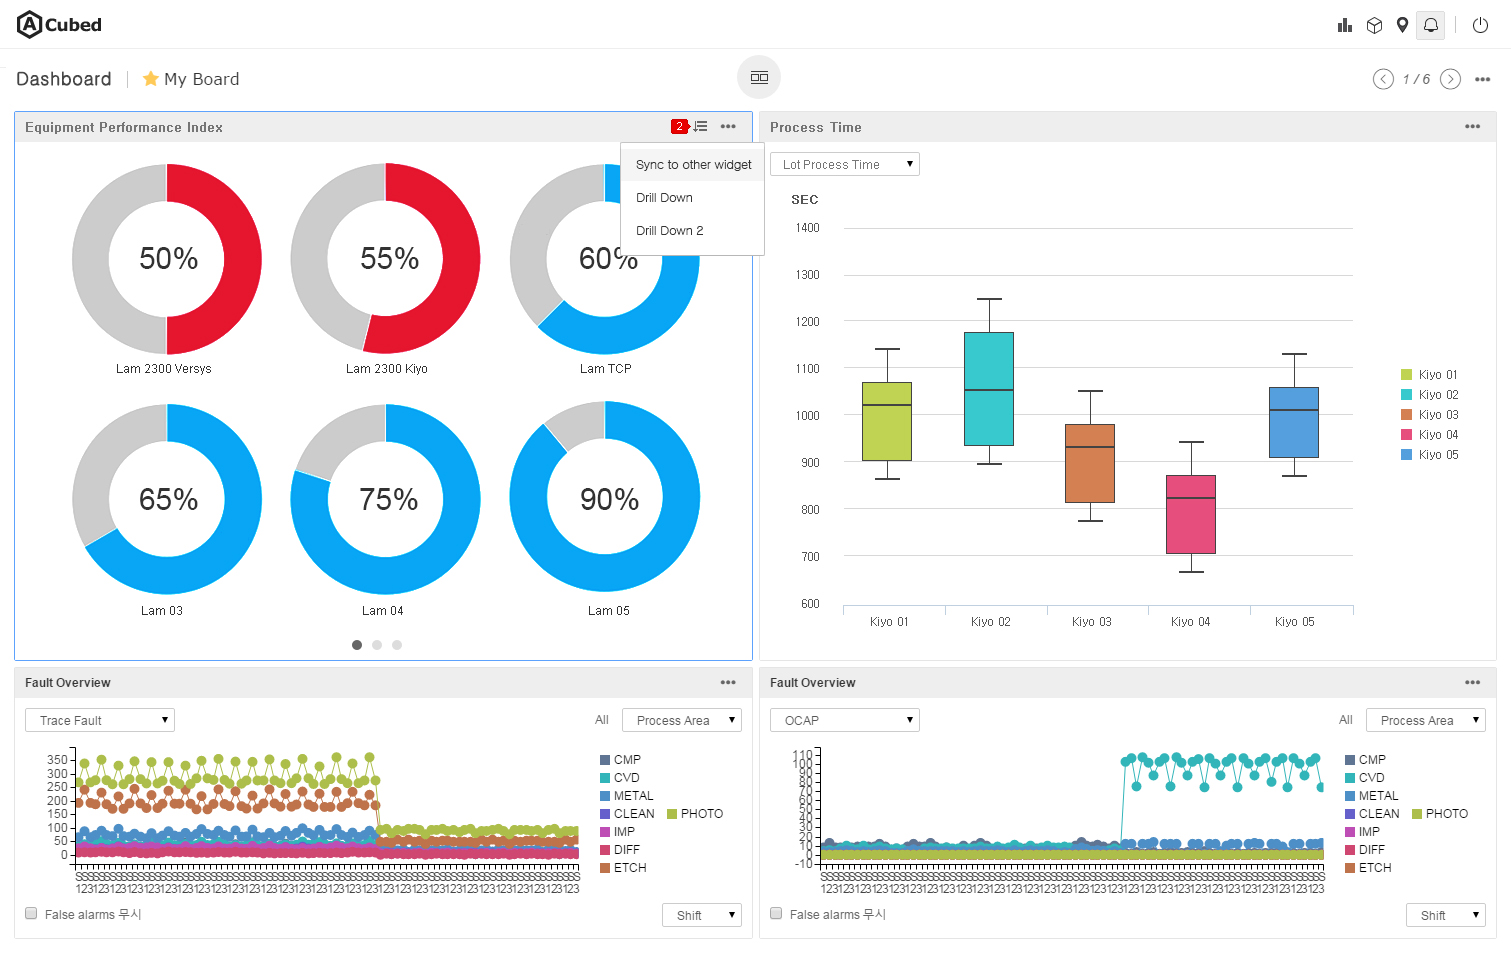 A Cubed
Dashboard
My Board
1 / 6
Equipment Performance Index
2
Sync to other widget
Drill Down
Drill Down 2
50%
55%
60%
Lam 2300 Versys
Lam 2300 Kiyo
Lam TCP
65%
75%
90%
Lam 03
Lam 04
Lam 05
Process Time
Lot Process Time
SEC
1400
1300
1200
1100
1000
900
800
700
600
Kiyo 01
Kiyo 02
Kiyo 03
Kiyo 04
Kiyo 05
Kiyo 01
Kiyo 02
Kiyo 03
Kiyo 04
Kiyo 05
Fault Overview
Trace Fault
All
Process Area
350
300
250
200
150
100
50
0
CMP
CVD
METAL
CLEAN
PHOTO
IMP
DIFF
ETCH
False alarms 무시
Shift
Fault Overview
OCAP
All
Process Area
110
100
90
80
70
60
50
40
30
20
10
0
-10
CMP
CVD
METAL
CLEAN
PHOTO
IMP
DIFF
ETCH
False alarms 무시
Shift